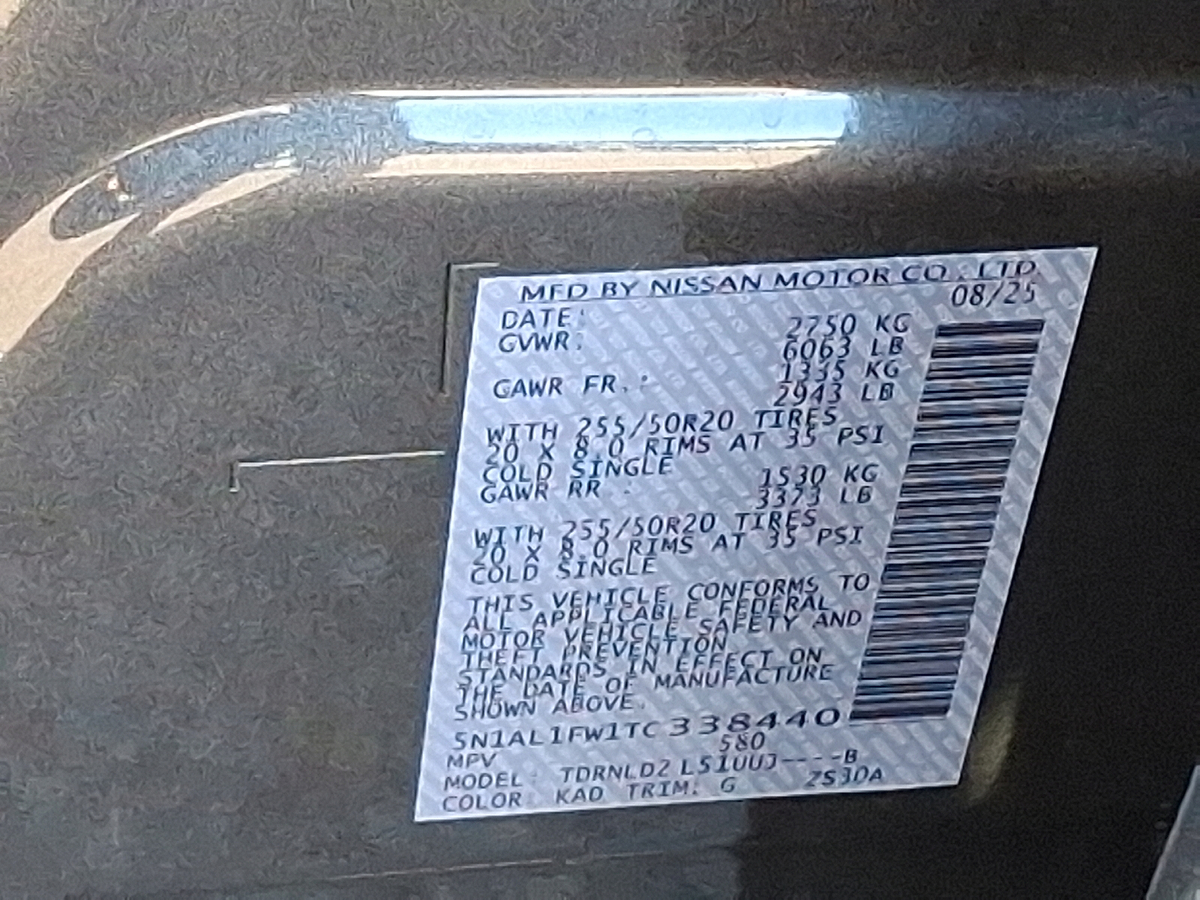 MFD BY NISSAN MOTOR CO., LTD.
DATE: 08/25
GVWR: 2750 KG
6063 LB
GAWR FR.: 1335 KG
2943 LB
WITH 255/50R20 TIRES
20 X 8.0 RIMS AT 35 PSI
COLD SINGLE
GAWR RR : 1530 KG
3373 LB
WITH 255/50R20 TIRES
20 X 8.0 RIMS AT 35 PSI
COLD SINGLE
THIS VEHICLE CONFORMS TO
ALL APPLICABLE FEDERAL
MOTOR VEHICLE SAFETY AND
THEFT PREVENTION
STANDARDS IN EFFECT ON
THE DATE OF MANUFACTURE
SHOWN ABOVE.
5N1AL1FW1TC338440
580
MPV
MODEL: TDRNLD2 L51UUJ----B
COLOR: KAD TRIM: G